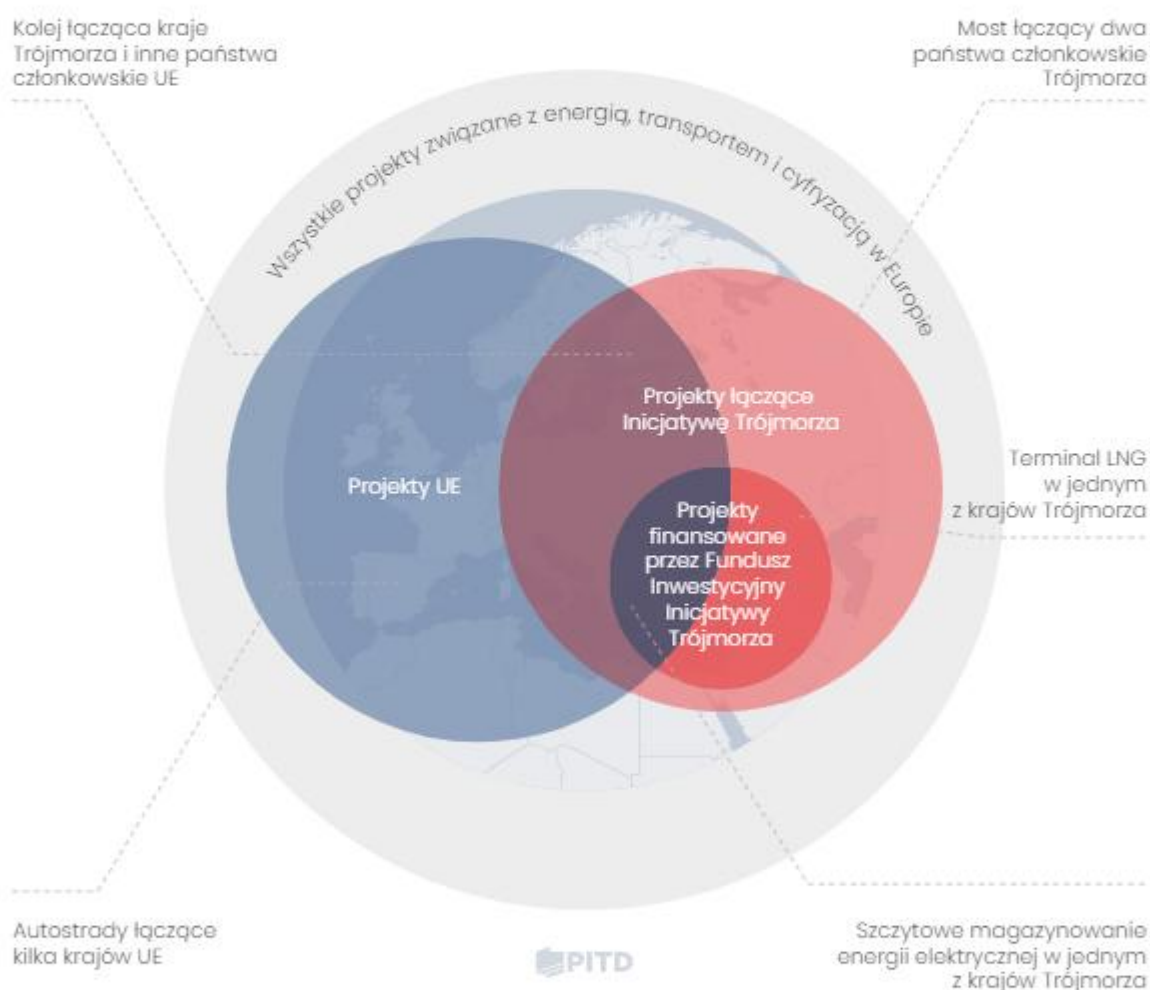 Kolej łącząca kraje
Trójmorza i inne państwa
członkowskie UE
Most łączący dwa
państwa członkowskie
Trójmorza
Wszystkie projekty związane z energią, transportem i cyfryzacją w Europie
Projekty łączące
Inicjatywę Trójmorza
Projekty UE
Terminal LNG
w jednym
z krajów Trójmorza
Projekty
finansowane
przez Fundusz
Inwestycyjny
Inicjatywy
Trójmorza
Autostrady łączące
kilka krajów UE
PITD
Szczytowe magazynowanie
energii elektrycznej w jednym
z krajów Trójmorza